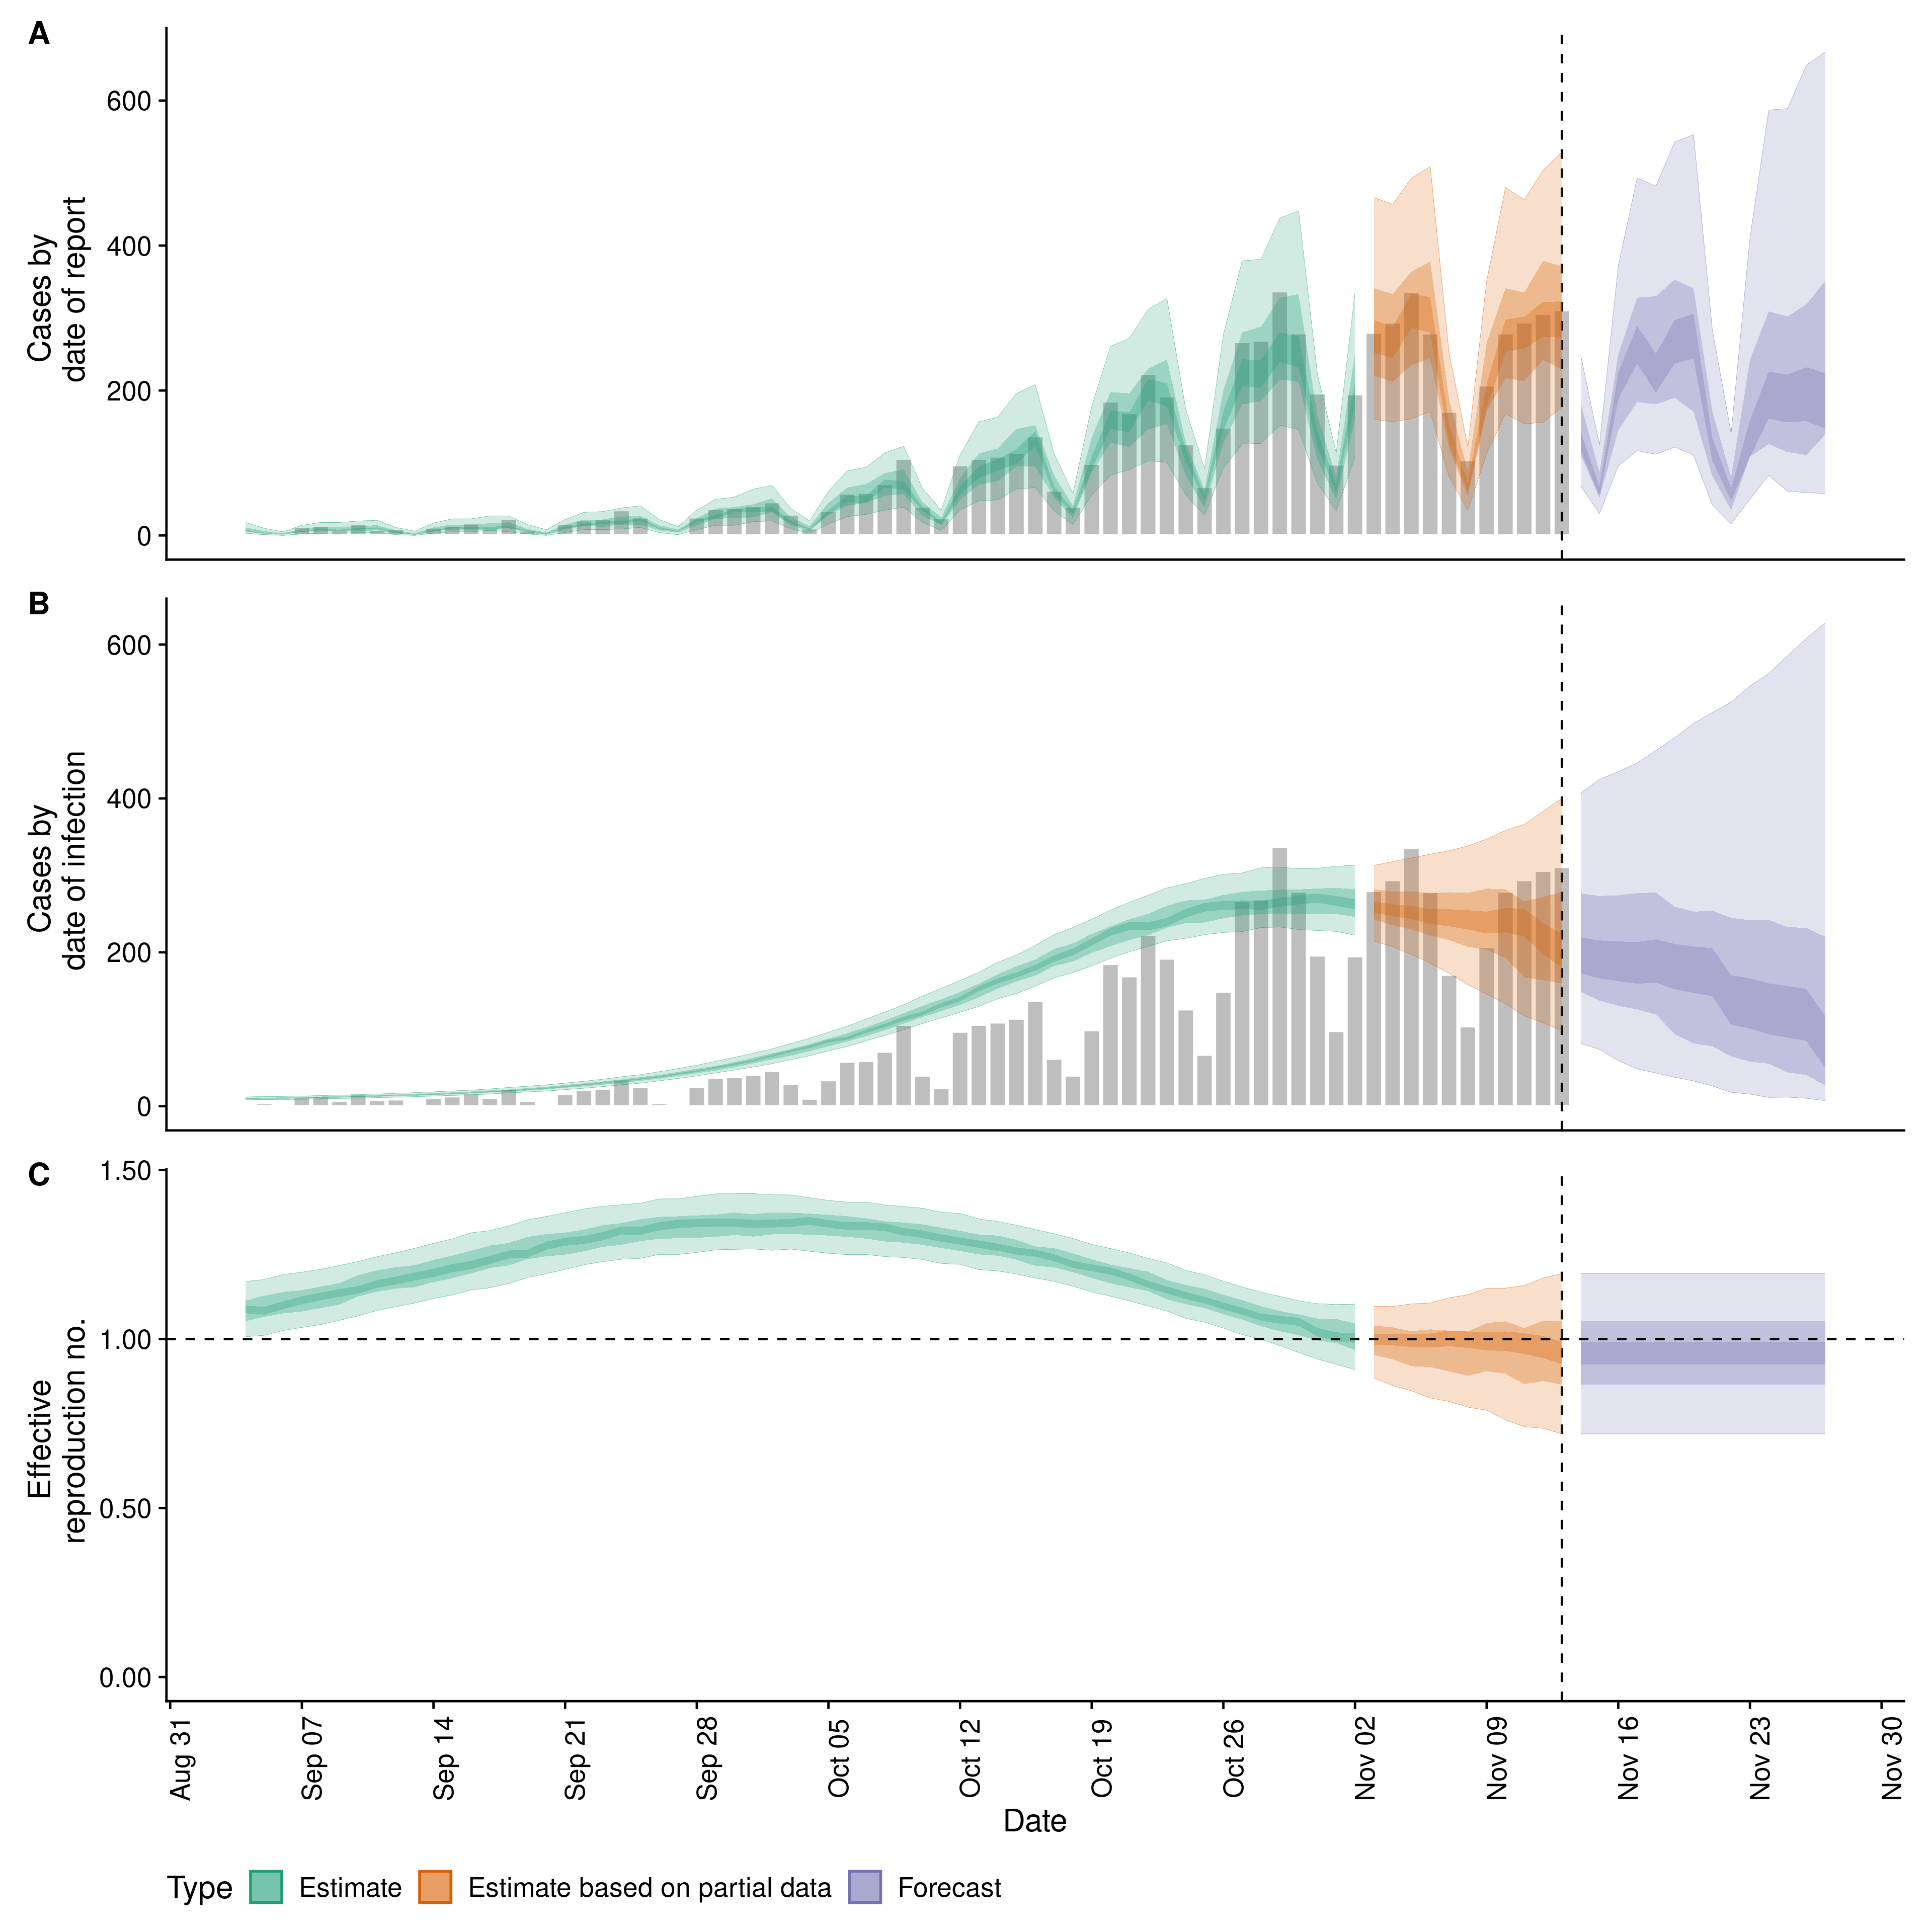 A
600
400
200
0
Cases by
date of report
B
600
400
200
0
Cases by
date of infection
C
1.50
1.00
0.50
0.00
Effective
reproduction no.
Aug 31
Sep 07
Sep 14
Sep 21
Sep 28
Oct 05
Oct 12
Oct 19
Oct 26
Nov 02
Nov 09
Nov 16
Nov 23
Nov 30
Date
Type Estimate Estimate based on partial data Forecast